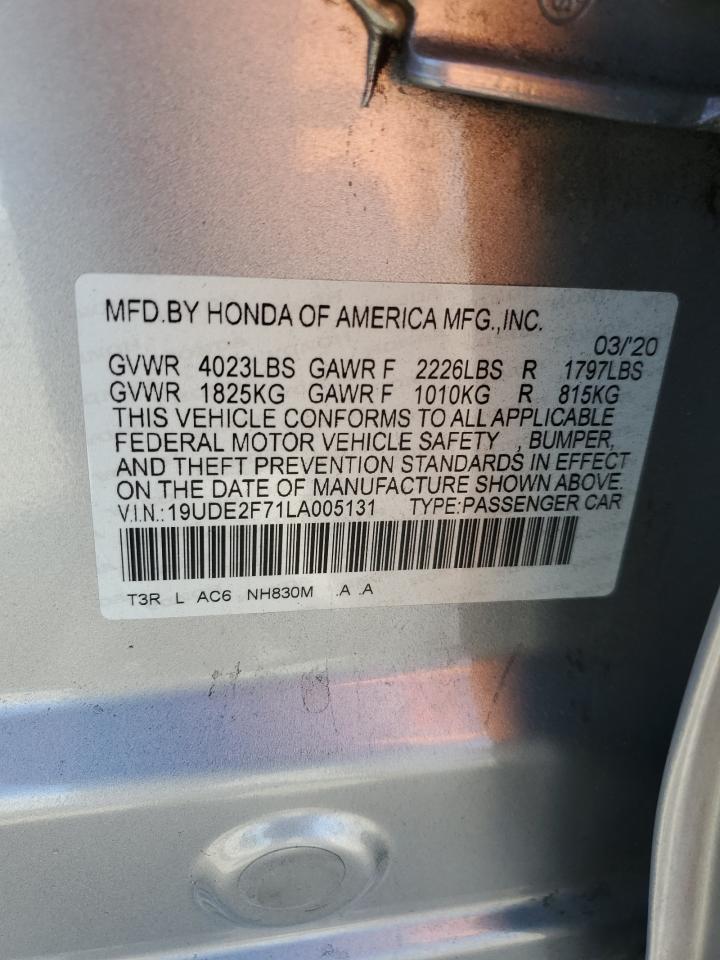 MFD.BY HONDA OF AMERICA MFG.,INC.
03/'20
GVWR 4023LBS GAWR F 2226LBS R 1797LBS
GVWR 1825KG GAWR F 1010KG R 815KG
THIS VEHICLE CONFORMS TO ALL APPLICABLE
FEDERAL MOTOR VEHICLE SAFETY , BUMPER,
AND THEFT PREVENTION STANDARDS IN EFFECT
ON THE DATE OF MANUFACTURE SHOWN ABOVE.
V.I.N.:19UDE2F71LA005131 TYPE:PASSENGER CAR
T3R L AC6 NH830M .A .A